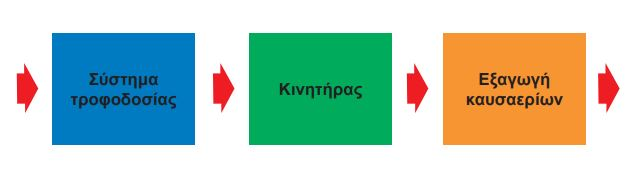 Σύστημα
τροφοδοσίας
Κινητήρας
Εξαγωγή
καυσαερίων